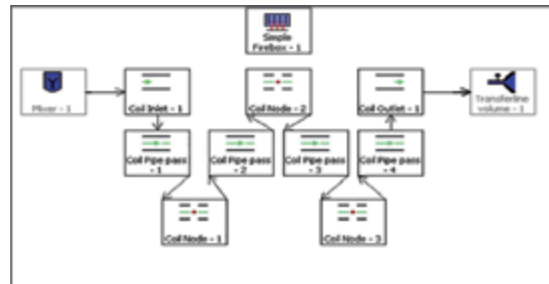 Simple
Firebox - 1
Mixer - 1
Coil Inlet - 1
Coil Node - 2
Coil Outlet - 1
Transferline
volume - 1
Coil Pipe pass
- 1
Coil Pipe pass
- 2
Coil Pipe pass
- 3
Coil Pipe pass
- 4
Coil Node - 1
Coil Node - 3